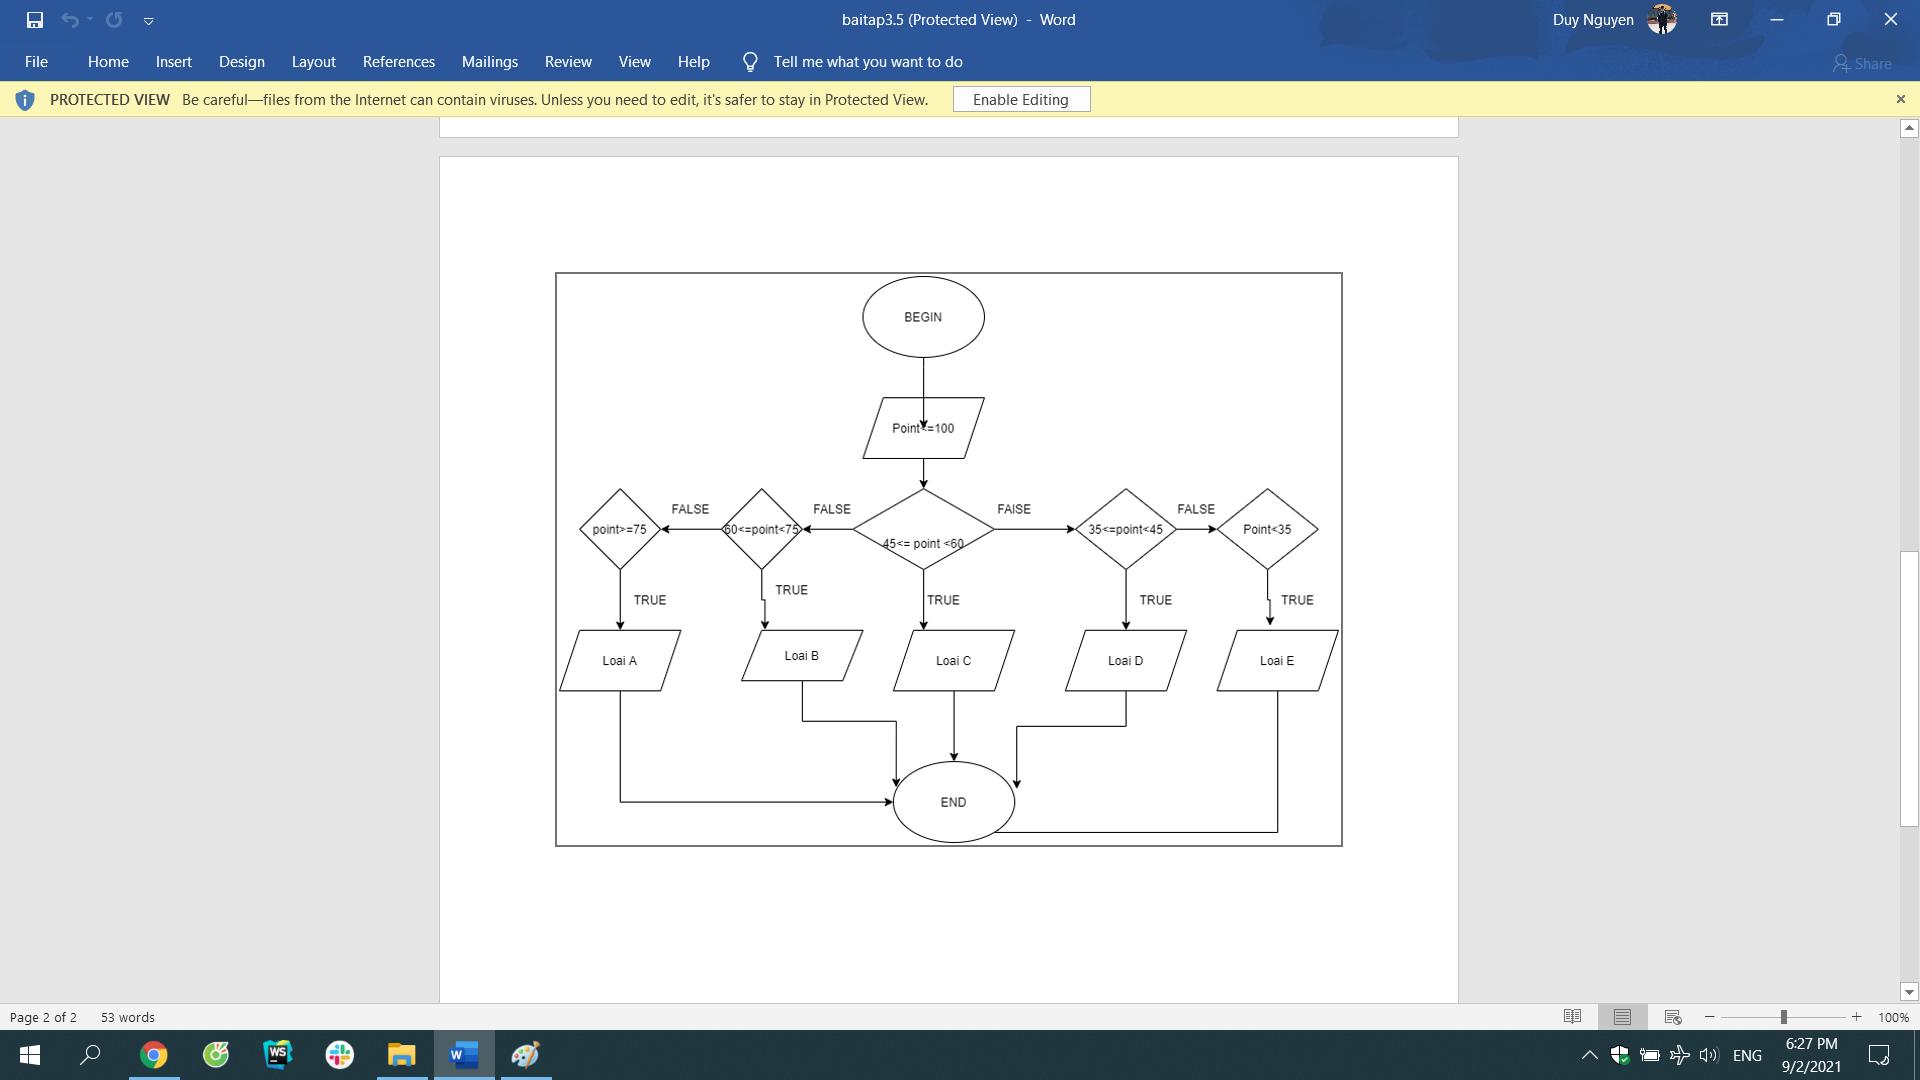 baitap3.5 (Protected View) - Word
Duy Nguyen
File Home Insert Design Layout References Mailings Review View Help Tell me what you want to do
Share
PROTECTED VIEW Be careful—files from the Internet can contain viruses. Unless you need to edit, it's safer to stay in Protected View. Enable Editing
BEGIN
Point<=100
FALSE FALSE FAlSE FALSE
point>=75 60<=point<75 45<= point <60 35<=point<45 Point<35
TRUE TRUE TRUE TRUE TRUE
Loai A Loai B Loai C Loai D Loai E
END
Page 2 of 2 53 words
100%
WS
W
ENG
6:27 PM
9/2/2021